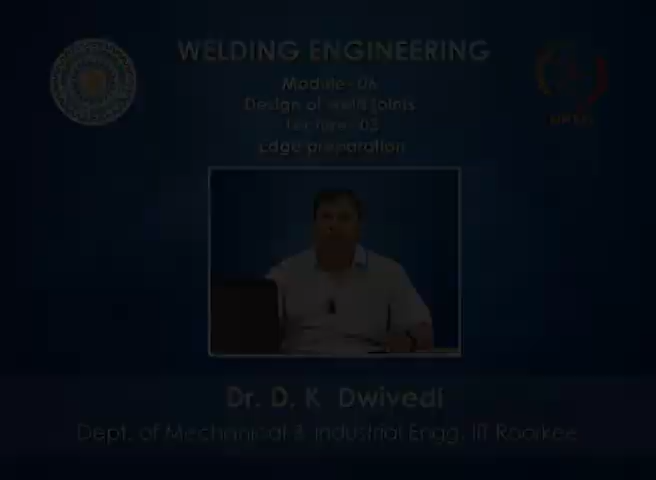 WELDING ENGINEERING
Module- 06
Design of weld joints
Lecture- 03
Edge preparation
Dr. D. K Dwivedi
Dept. of Mechanical & Industrial Engg. IIT Roorkee